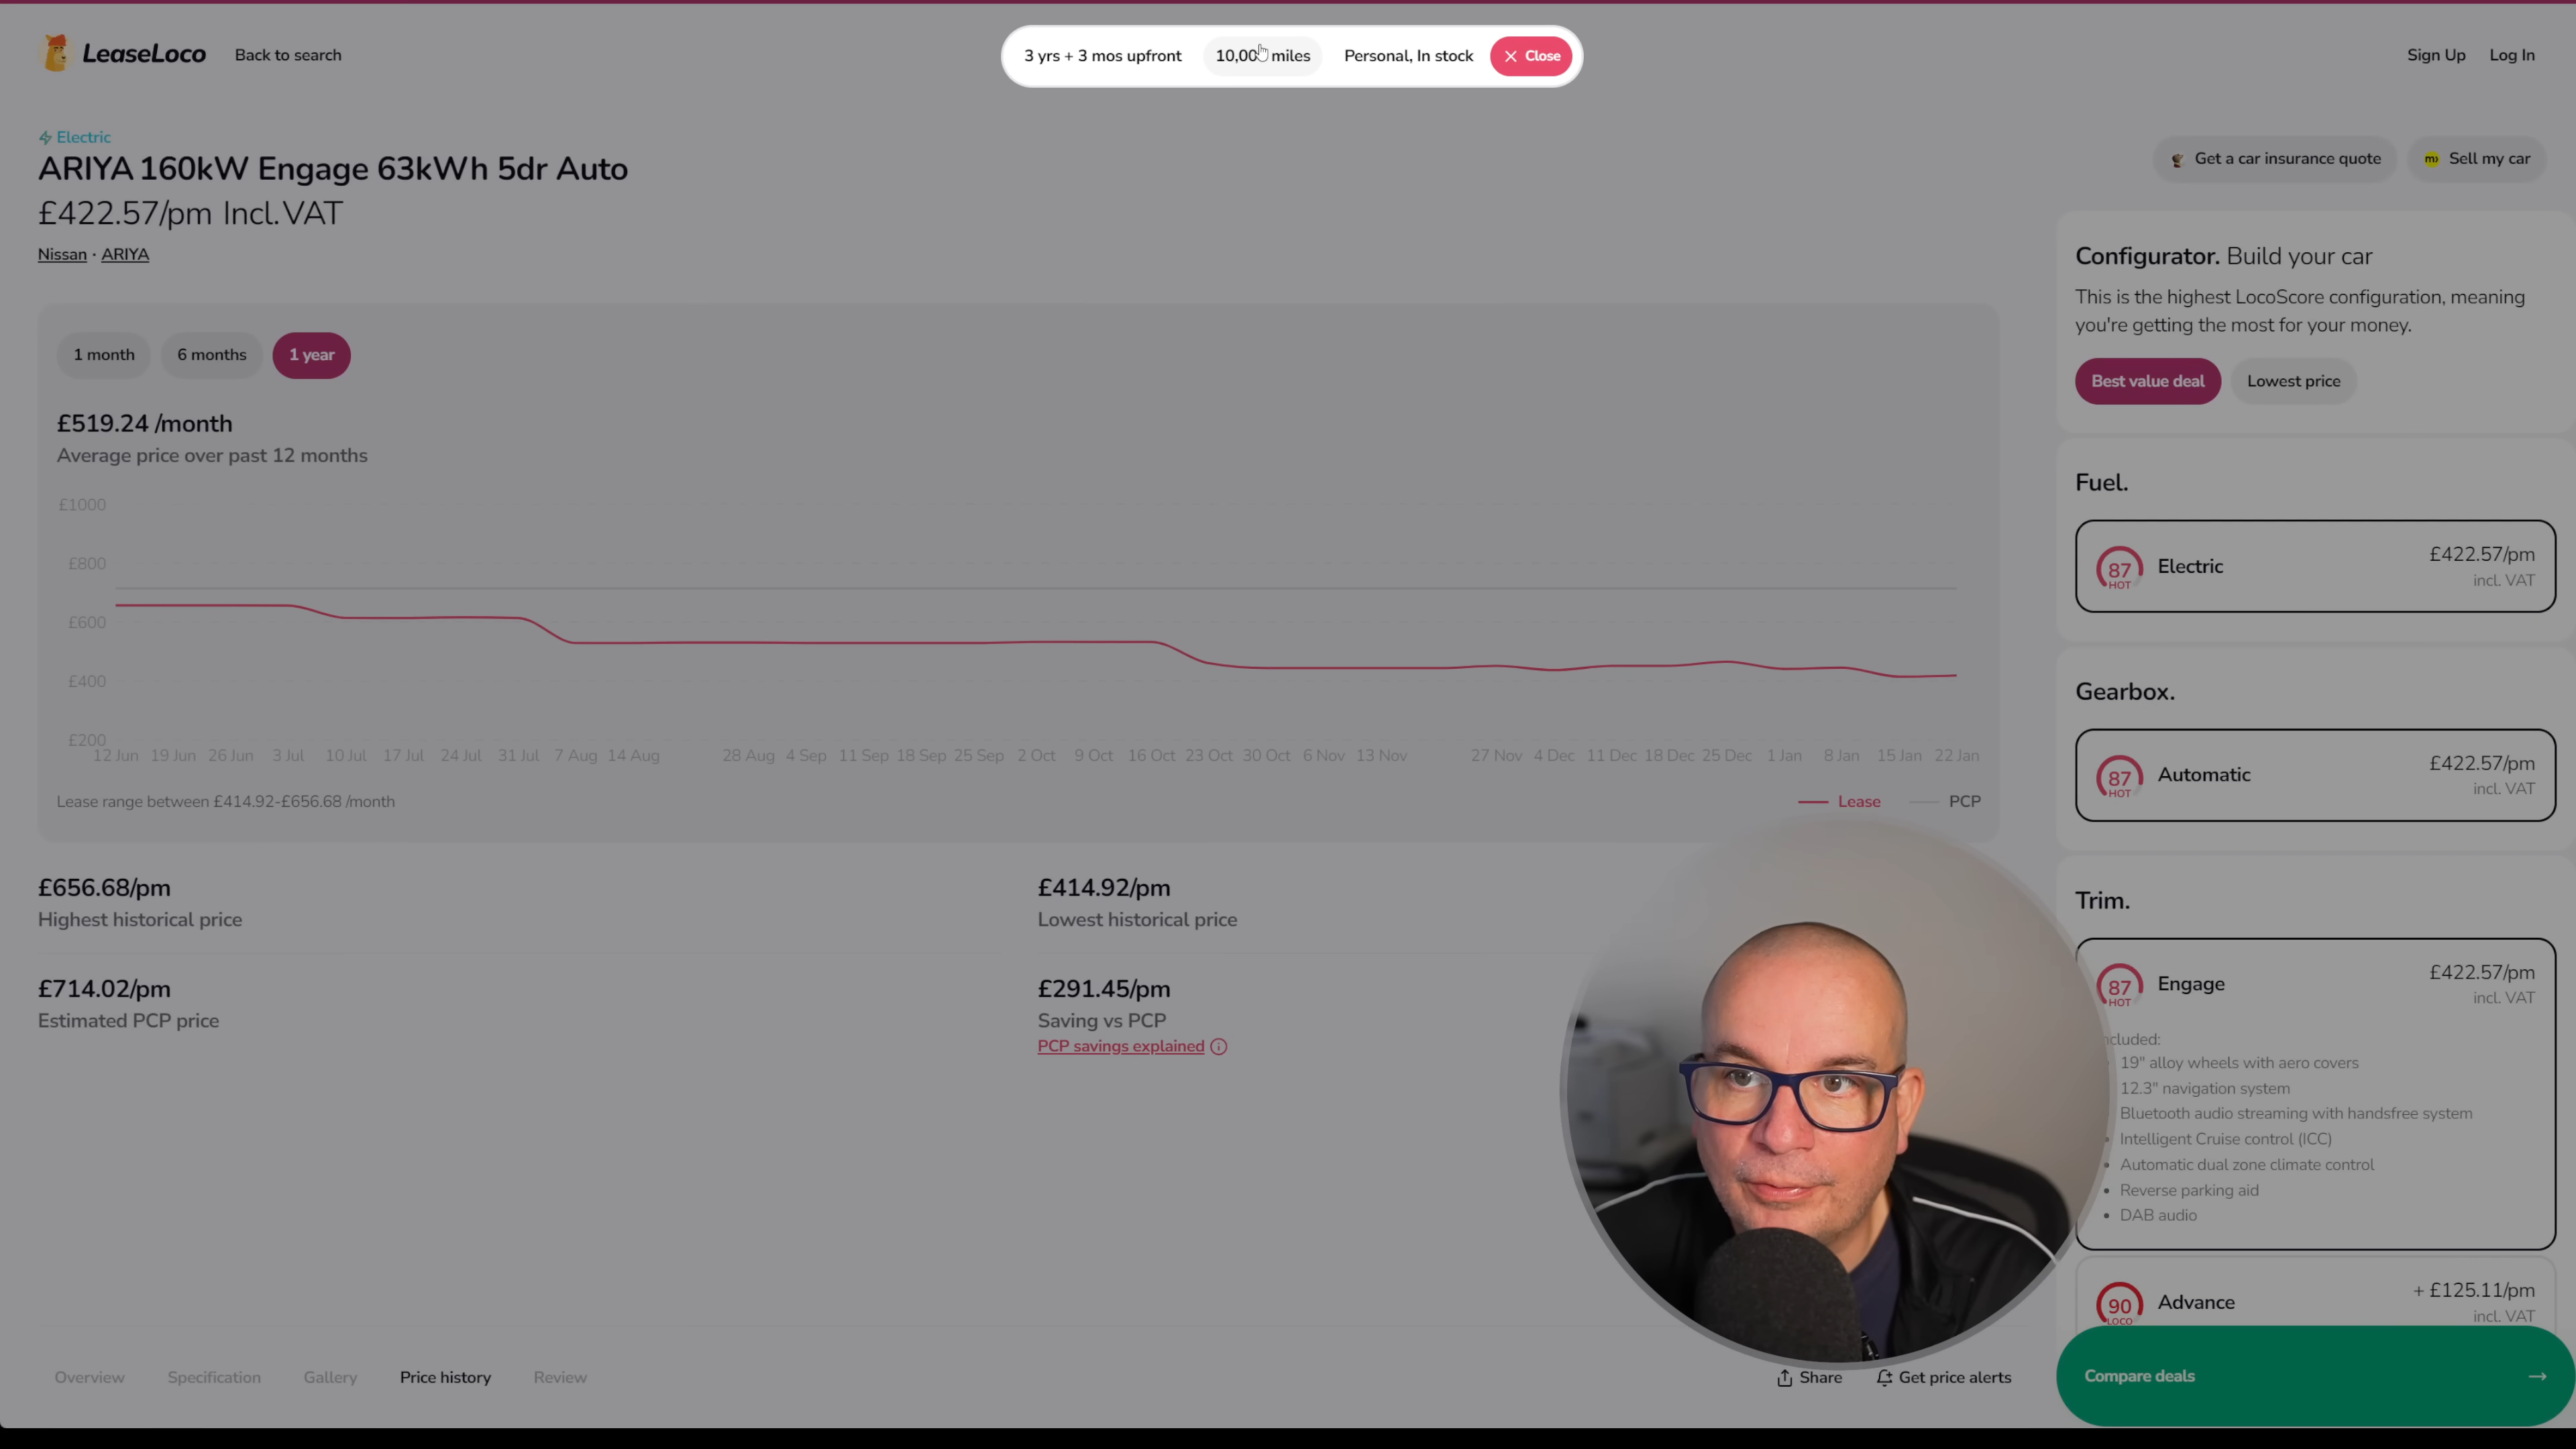 LeaseLoco
Back to search
3 yrs + 3 mos upfront
miles
Personal, In stock
Close
Sign Up
Log In
Electric
ARIYA 160kW Engage 63kWh 5dr Auto
£422.57/pm Incl.VAT
Nissan · ARIYA
Get a car insurance quote
Sell my car
1 month
6 months
1 year
£519.24 /month
Average price over past 12 months
£1000
£800
£600
£400
£200
12 Jun 19 Jun 26 Jun 3 Jul 10 Jul 17 Jul 24 Jul 31 Jul 7 Aug 14 Aug 28 Aug 4 Sep 11 Sep 18 Sep 25 Sep 2 Oct 9 Oct 16 Oct 23 Oct 30 Oct 6 Nov 13 Nov 27 Nov 4 Dec 11 Dec 18 Dec 25 Dec 1 Jan 8 Jan 15 Jan 22 Jan
Lease range between £414.92-£656.68 /month
Lease
PCP
£656.68/pm
Highest historical price
£414.92/pm
Lowest historical price
£714.02/pm
Estimated PCP price
£291.45/pm
Saving vs PCP
PCP savings explained
Configurator. Build your car
This is the highest LocoScore configuration, meaning
you're getting the most for your money.
Best value deal
Lowest price
Fuel.
87
HOT
Electric
£422.57/pm
incl. VAT
Gearbox.
87
HOT
Automatic
£422.57/pm
incl. VAT
Trim.
87
HOT
Engage
£422.57/pm
incl. VAT
19" alloy wheels with aero covers
12.3" navigation system
Bluetooth audio streaming with handsfree system
Intelligent Cruise control (ICC)
Automatic dual zone climate control
Reverse parking aid
DAB audio
90
LOCO
Advance
+ £125.11/pm
incl. VAT
Overview
Specification
Gallery
Price history
Review
Share
Get price alerts
Compare deals